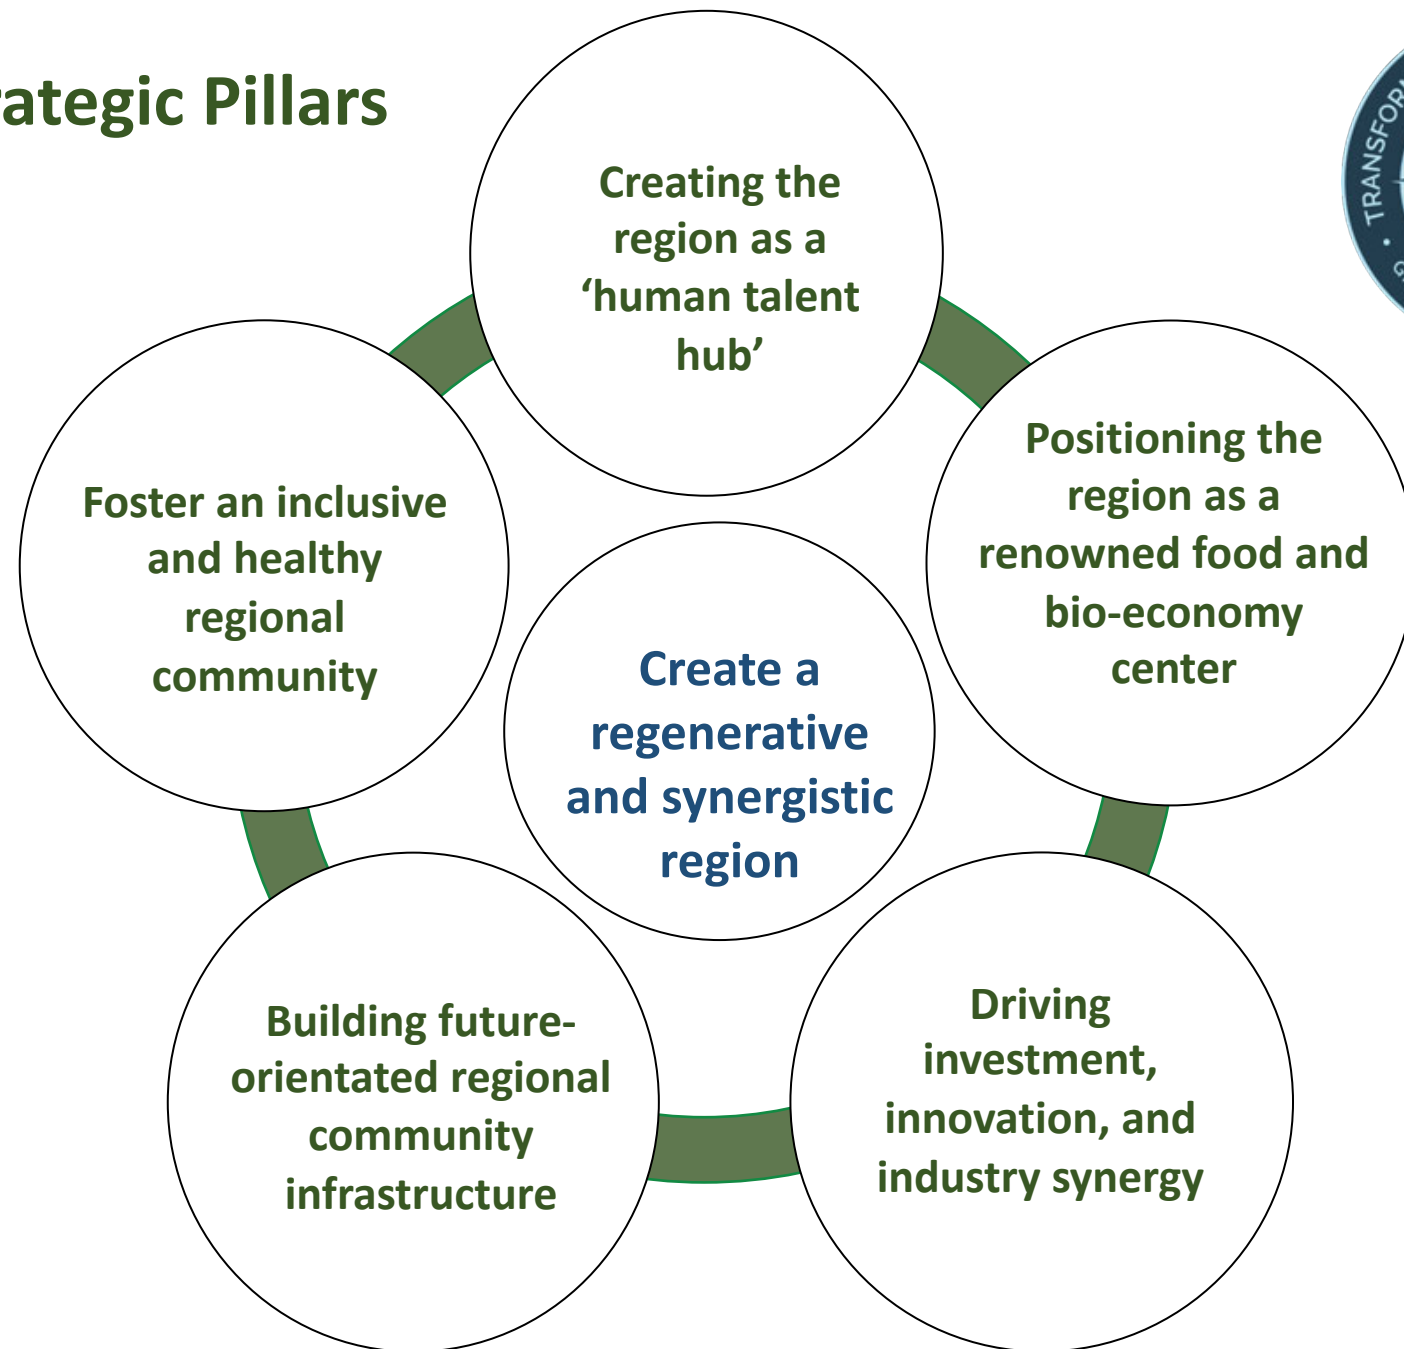 rategic Pillars
Creating the
region as a
‘human talent
hub’
Positioning the
region as a
renowned food and
bio-economy
center
Foster an inclusive
and healthy
regional
community
Create a
regenerative
and synergistic
region
Building future-
orientated regional
community
infrastructure
Driving
investment,
innovation, and
industry synergy